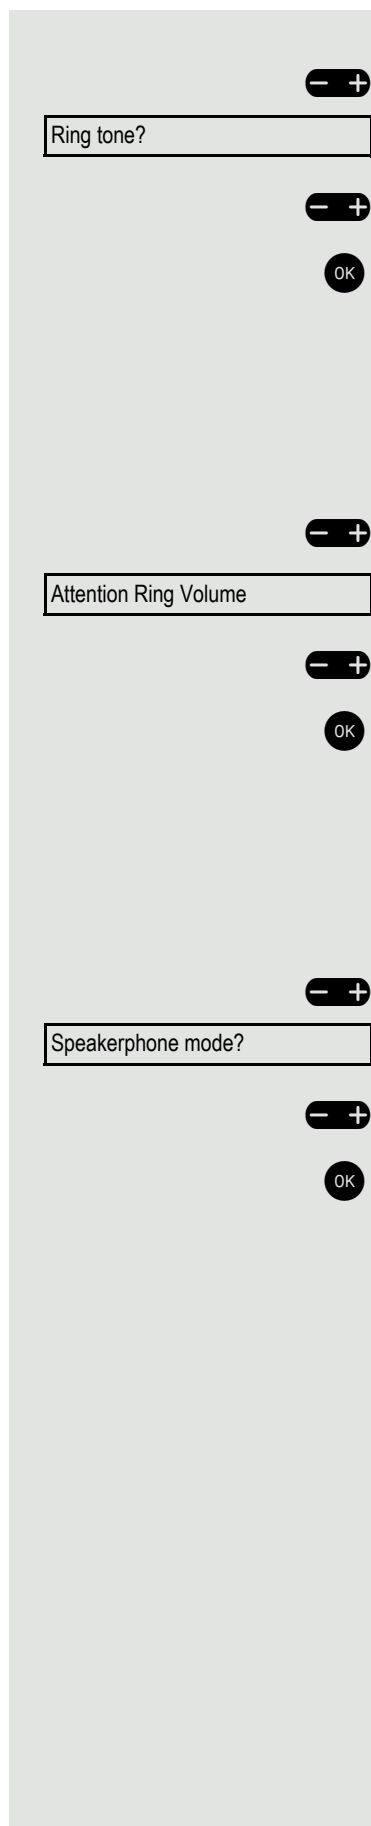 − +
Ring tone?
− +
OK
− +
Attention Ring Volume
− +
OK
− +
Speakerphone mode?
− +
OK